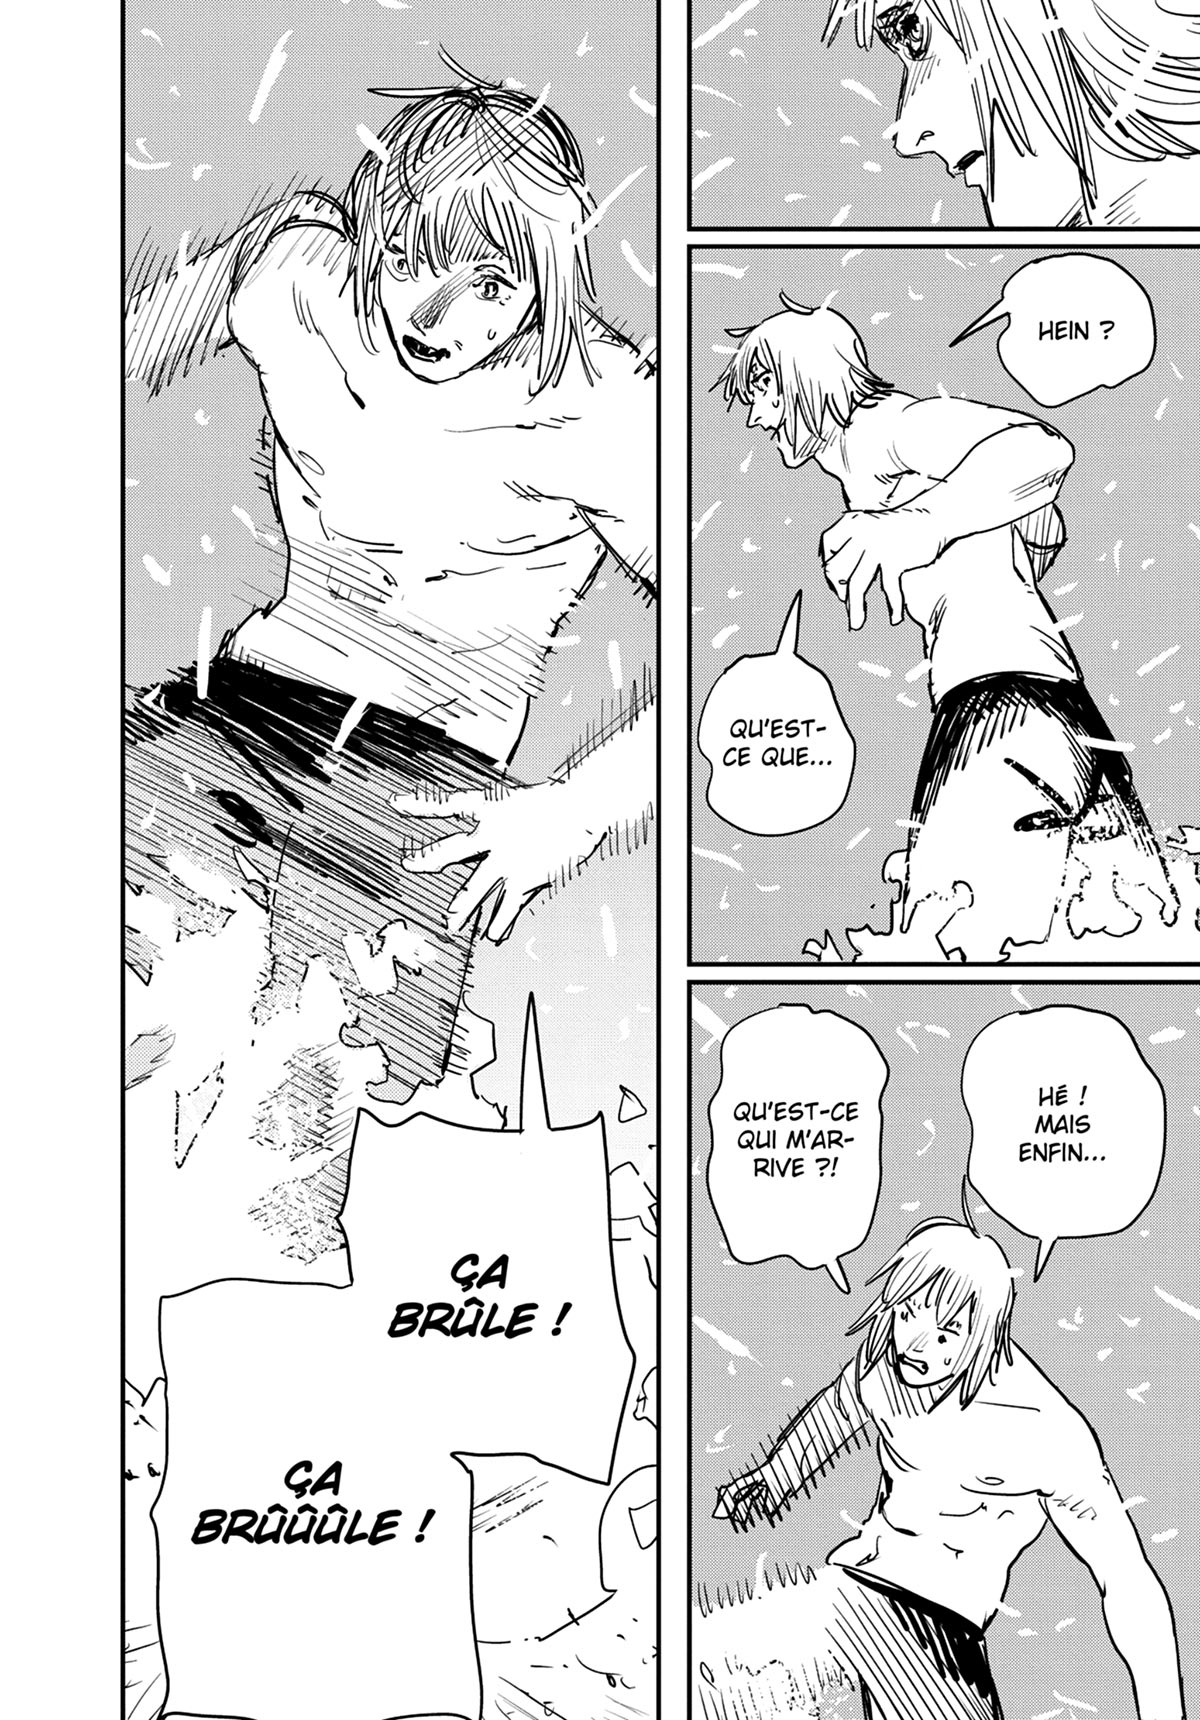 HEIN ?
QU'EST-
CE QUE...
HÉ !
MAIS
ENFIN...
QU'EST-CE
QUI M'AR-
RIVE ?!
ÇA
BRÛLE !
ÇA
BRÛÛÛLE !